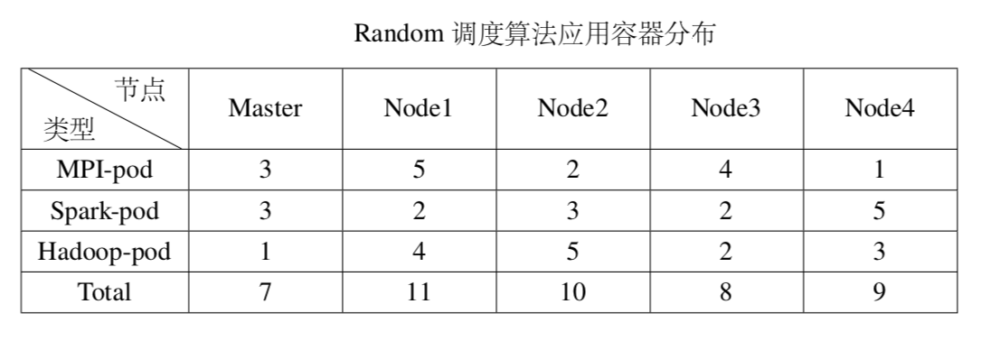 Random 调度算法应用容器分布
节点
类型 Master Node1 Node2 Node3 Node4
MPI-pod 3 5 2 4 1
Spark-pod 3 2 3 2 5
Hadoop-pod 1 4 5 2 3
Total 7 11 10 8 9